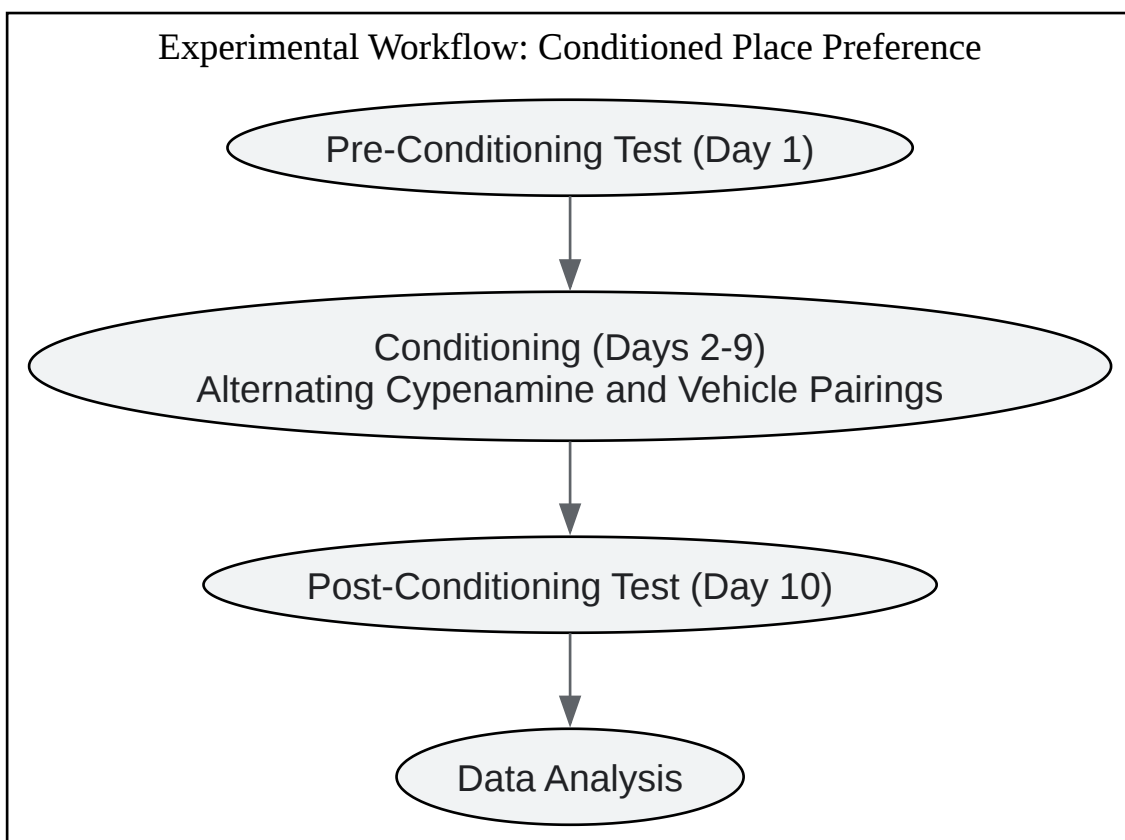 Experimental Workflow: Conditioned Place Preference
Pre-Conditioning Test (Day 1)
Conditioning (Days 2-9)
Alternating Cypenamine and Vehicle Pairings
Post-Conditioning Test (Day 10)
Data Analysis